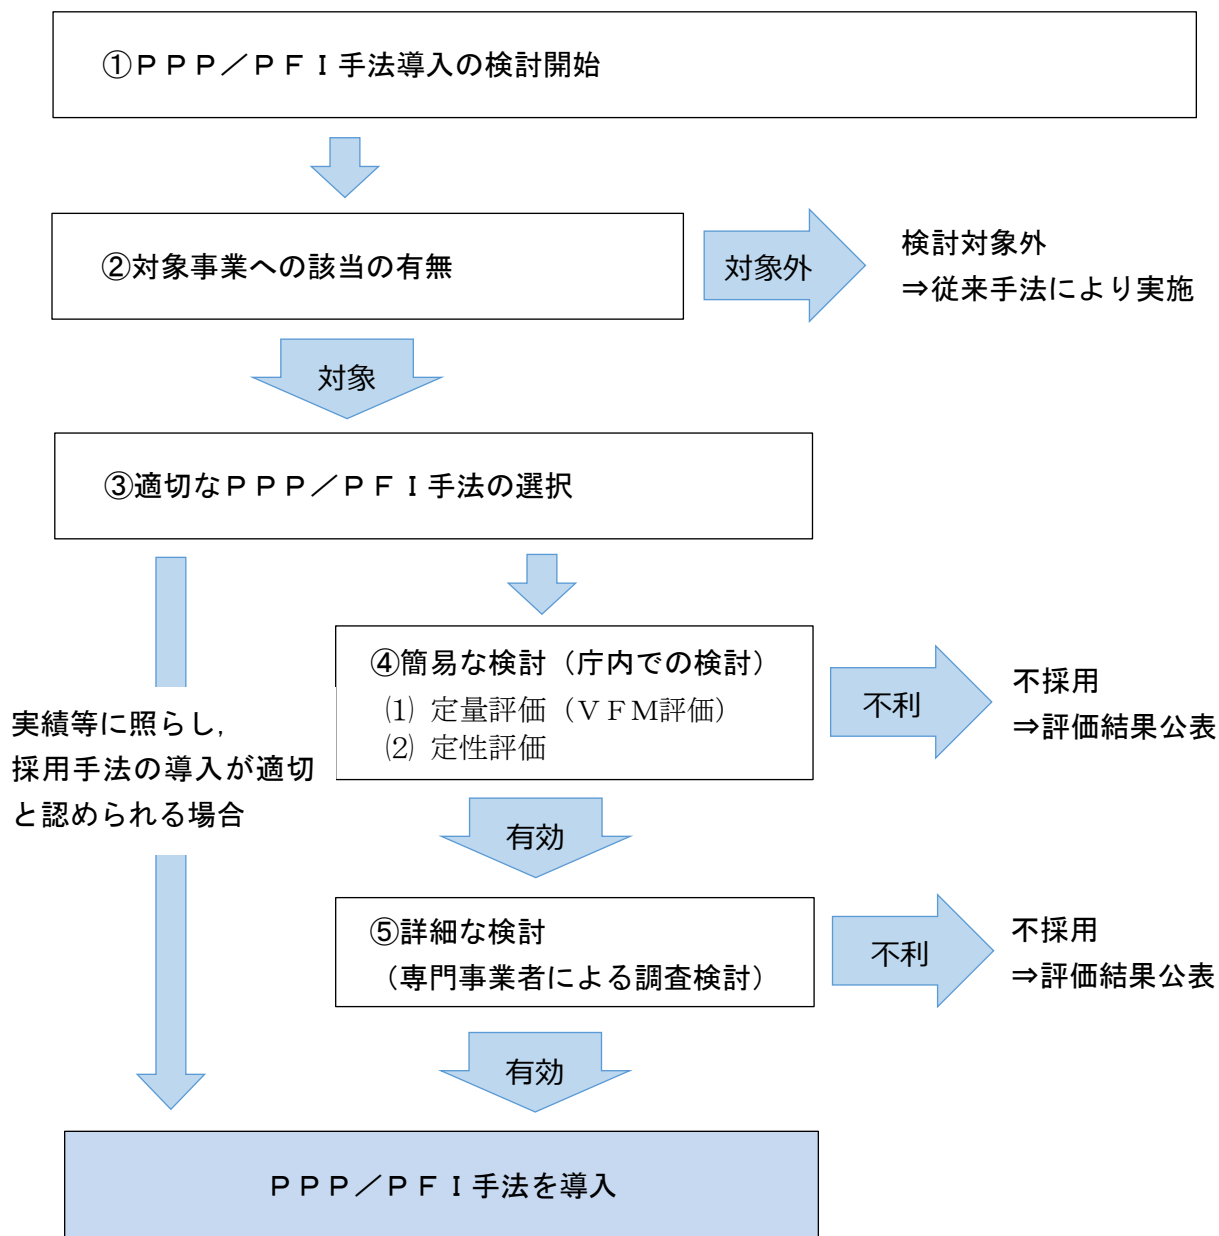 ①ＰＰＰ／ＰＦＩ手法導入の検討開始
②対象事業への該当の有無
対象外
検討対象外
⇒従来手法により実施
対象
③適切なＰＰＰ／ＰＦＩ手法の選択
④簡易な検討（庁内での検討）
⑴ 定量評価（ＶＦＭ評価）
⑵ 定性評価
不利
不採用
⇒評価結果公表
実績等に照らし,
採用手法の導入が適切
と認められる場合
有効
⑤詳細な検討
（専門事業者による調査検討）
不利
不採用
⇒評価結果公表
有効
ＰＰＰ／ＰＦＩ手法を導入